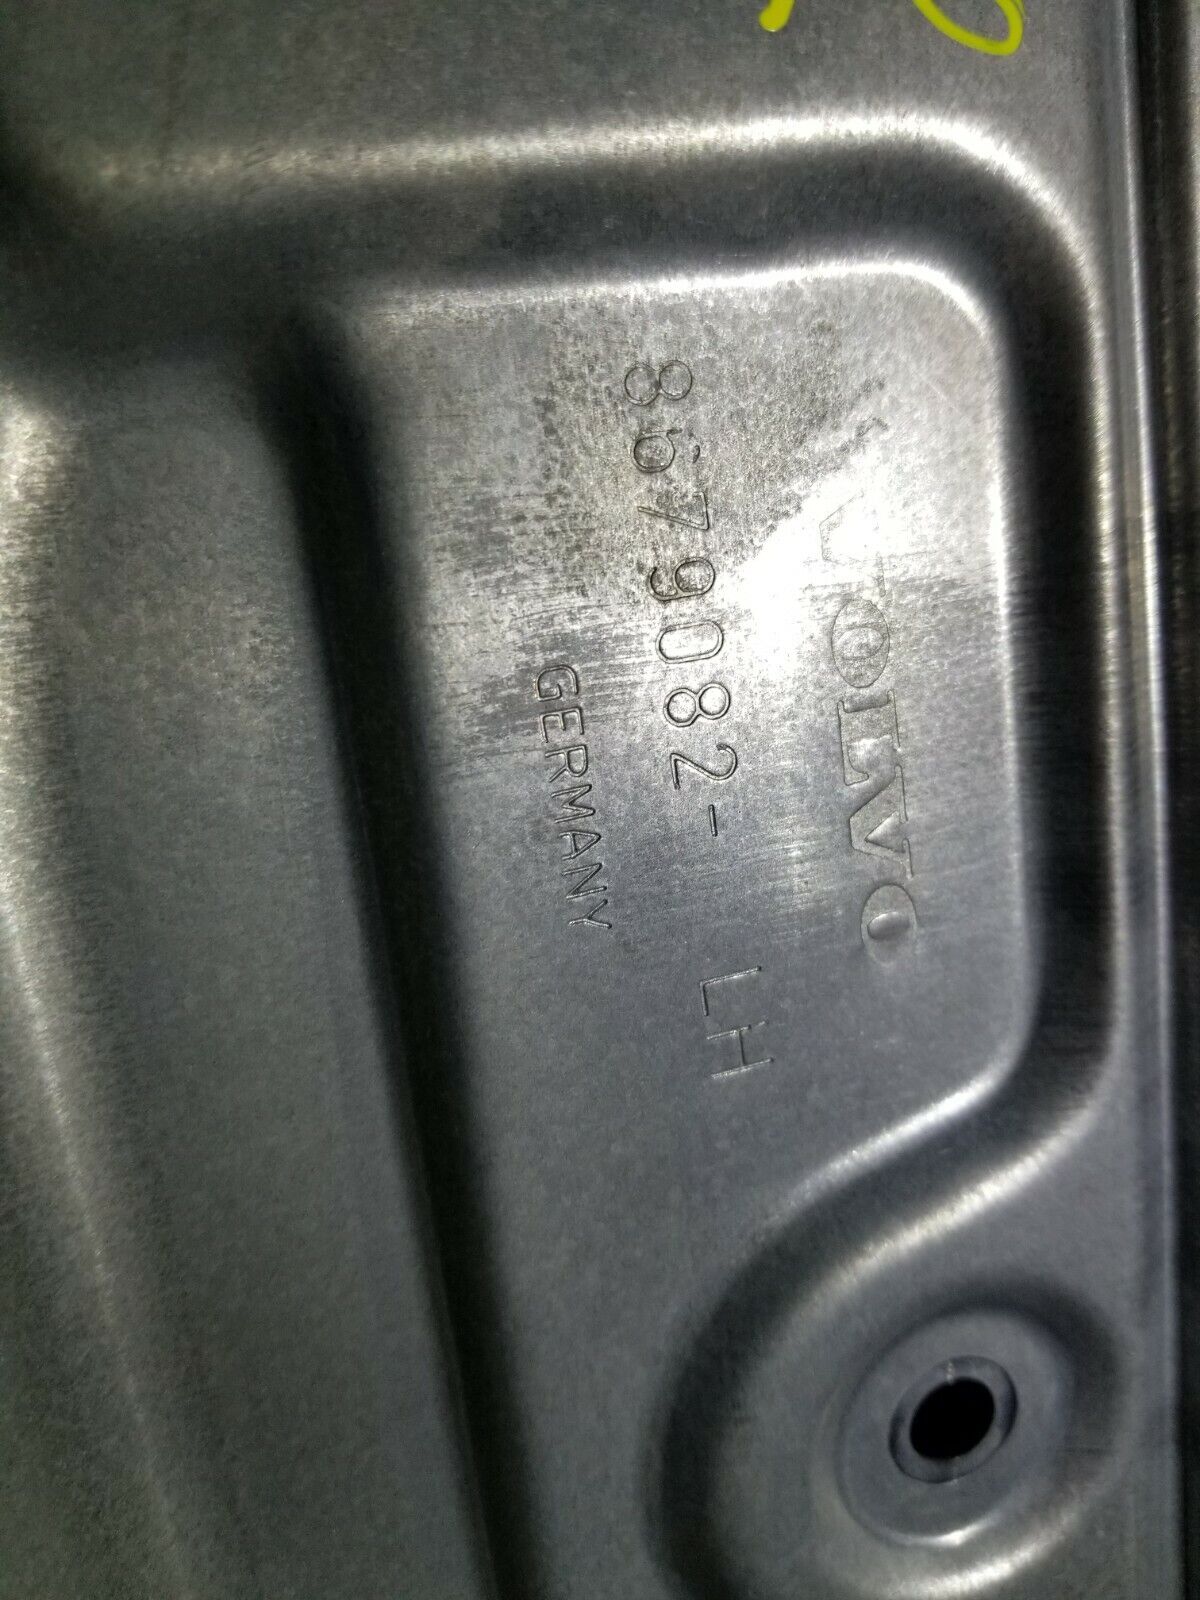 VOLVO
8679082- LH
GERMANY